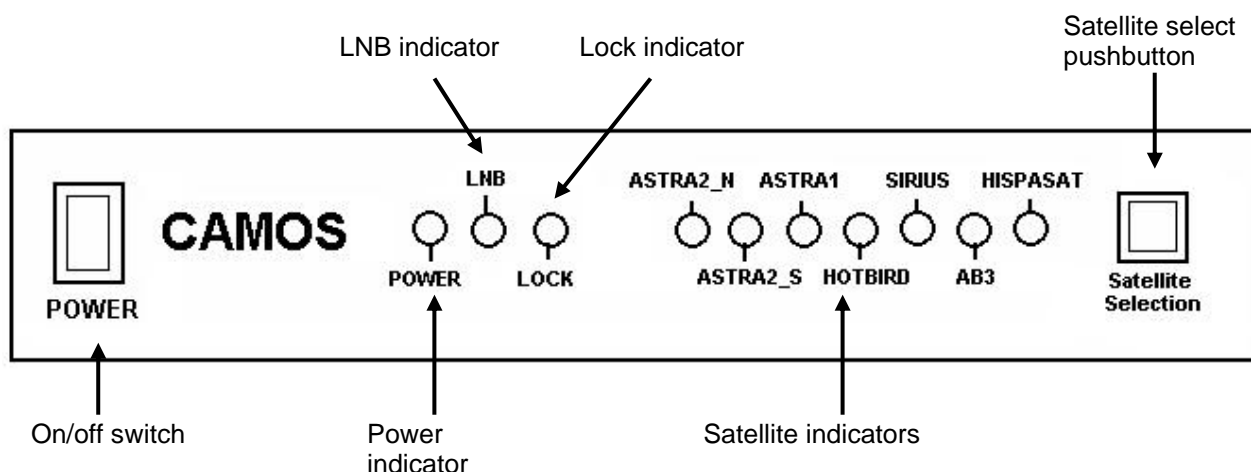 Satellite select
pushbutton
LNB indicator
Lock indicator
LNB
ASTRA2_N
ASTRA1
SIRIUS
HISPASAT
CAMOS
POWER
POWER
LOCK
ASTRA2_S
HOTBIRD
AB3
Satellite
Selection
On/off switch
Power
indicator
Satellite indicators